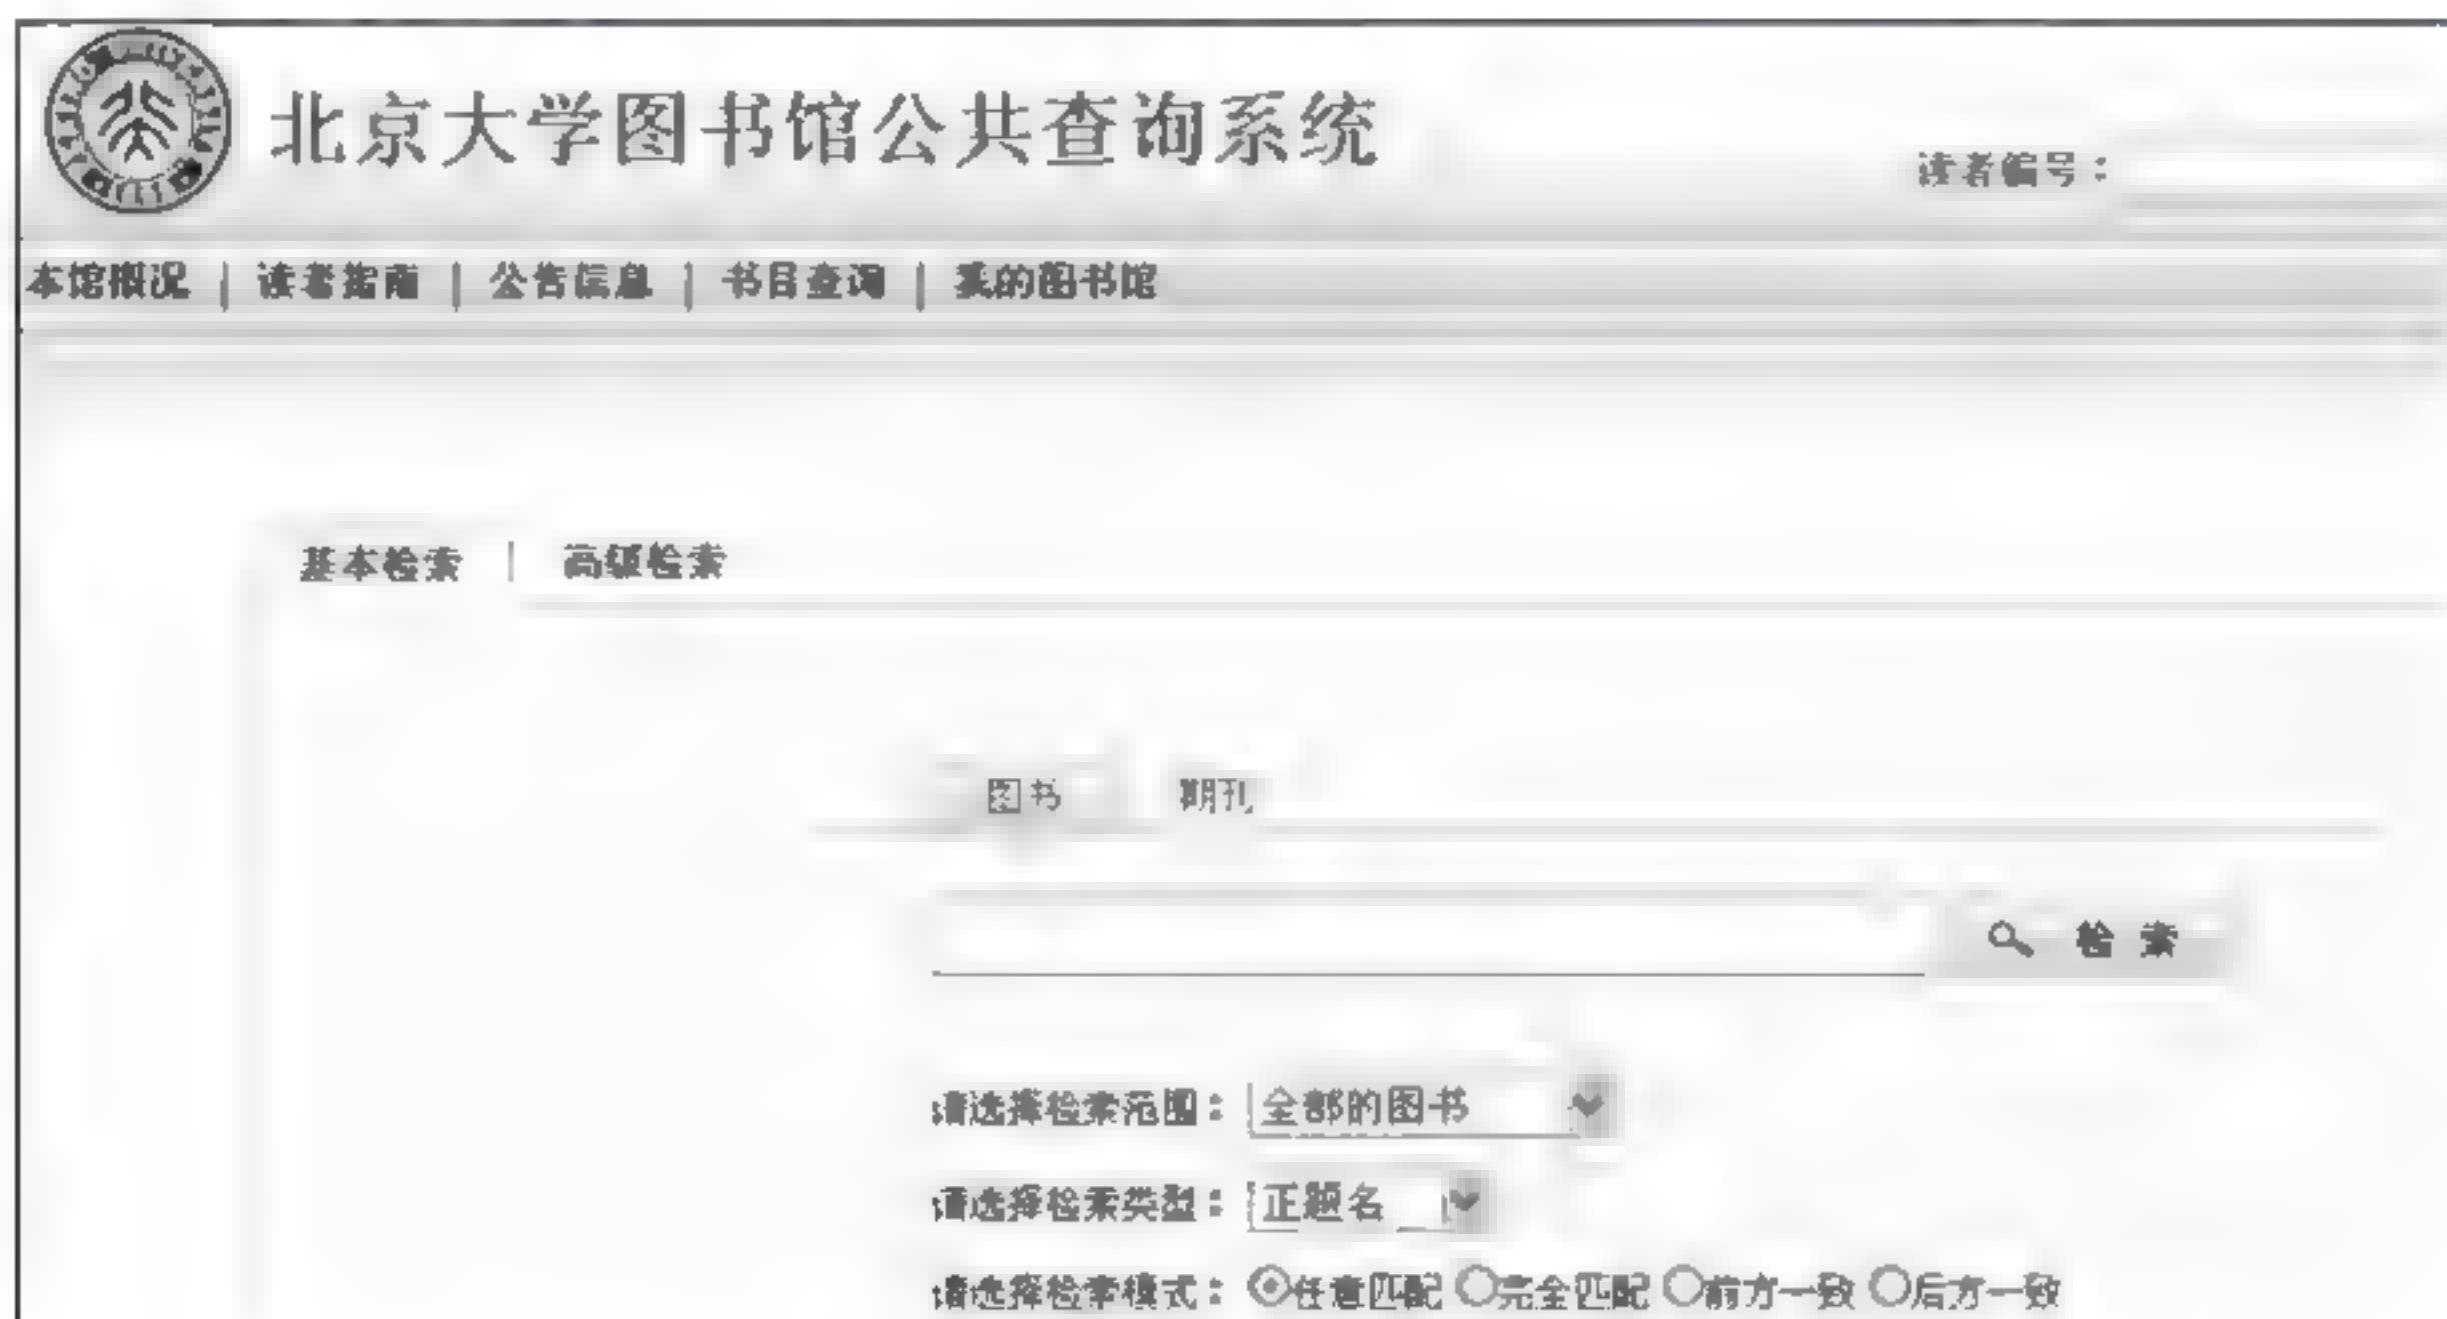 北京大学图书馆公共查询系统
读者编号：
本馆概况 | 读者指南 | 公告信息 | 书目查询 | 我的图书馆
基本检索 | 高级检索
图书 期刊
检 索
请选择检索范围： 全部的图书
请选择检索类型： 正题名
请选择检索模式： 任意匹配 完全匹配 前方一致 后方一致